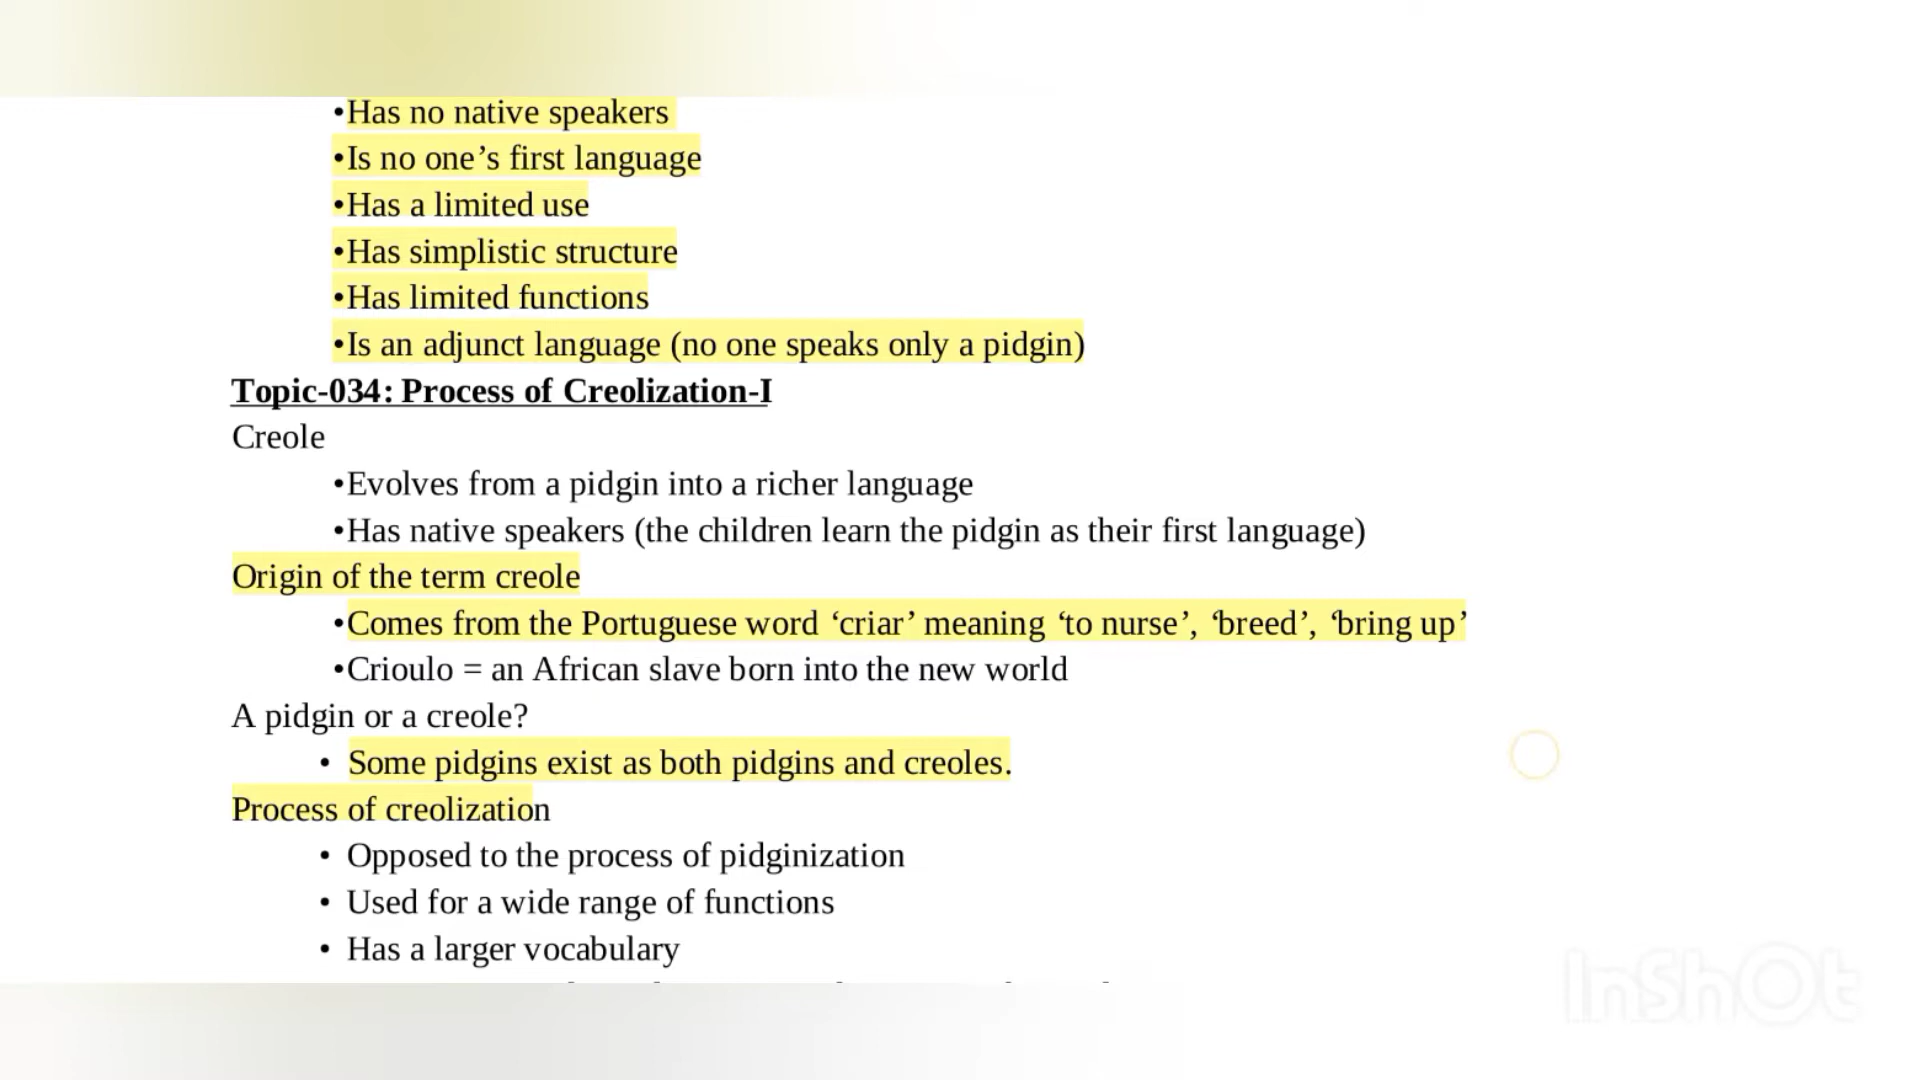 •Has no native speakers
•Is no one’s first language
•Has a limited use
•Has simplistic structure
•Has limited functions
•Is an adjunct language (no one speaks only a pidgin)
Topic-034: Process of Creolization-I
Creole
•Evolves from a pidgin into a richer language
•Has native speakers (the children learn the pidgin as their first language)
Origin of the term creole
•Comes from the Portuguese word ‘criar’ meaning ‘to nurse’, ‘breed’, ‘bring up’
•Crioulo = an African slave born into the new world
A pidgin or a creole?
• Some pidgins exist as both pidgins and creoles.
Process of creolization
• Opposed to the process of pidginization
• Used for a wide range of functions
• Has a larger vocabulary
InShOt